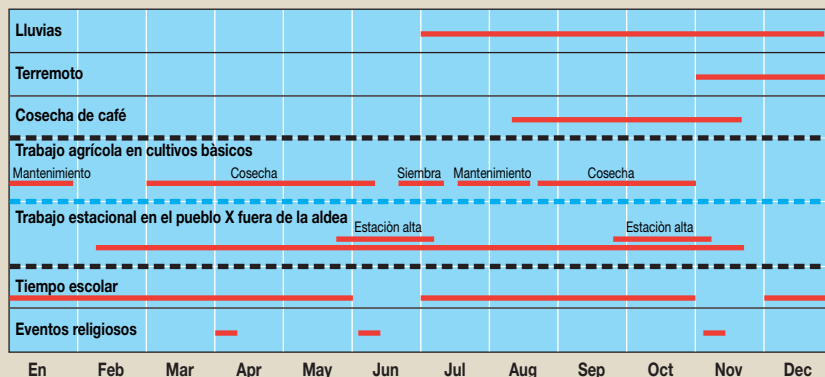 Lluvias
Terremoto
Cosecha de café
Trabajo agrícola en cultivos bàsicos
Mantenimiento Cosecha Siembra Mantenimiento Cosecha
Trabajo estacional en el pueblo X fuera de la aldea
Estaciòn alta Estaciòn alta
Tiempo escolar
Eventos religiosos
En Feb Mar Apr May Jun Jul Aug Sep Oct Nov Dec